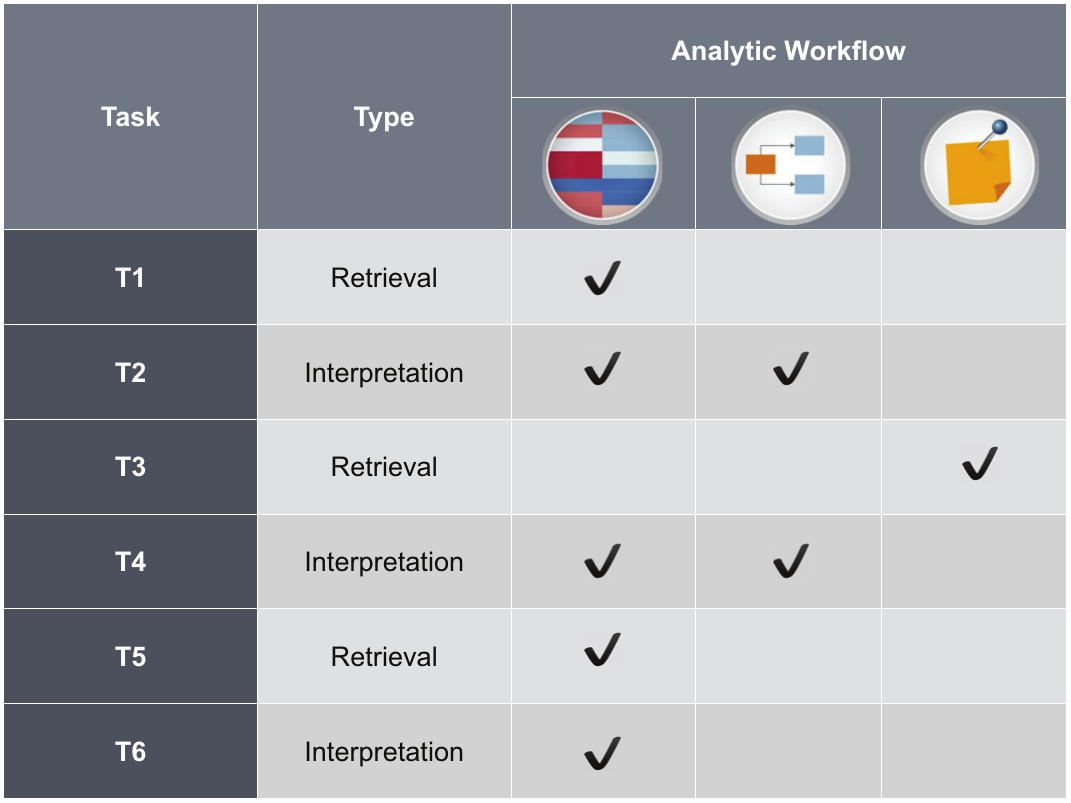 Analytic Workflow
Task Type
T1 Retrieval ✔
T2 Interpretation ✔ ✔
T3 Retrieval ✔
T4 Interpretation ✔ ✔
T5 Retrieval ✔
T6 Interpretation ✔